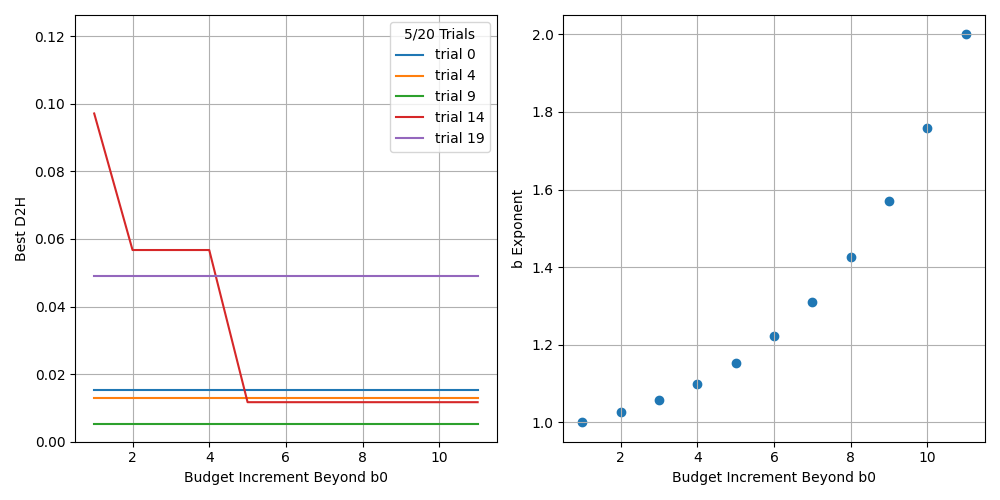 0.12
0.10
0.08
0.06
0.04
0.02
0.00
Best D2H
2 4 6 8 10
Budget Increment Beyond b0
5/20 Trials
trial 0
trial 4
trial 9
trial 14
trial 19
2.0
1.8
1.6
1.4
1.2
1.0
b Exponent
2 4 6 8 10
Budget Increment Beyond b0